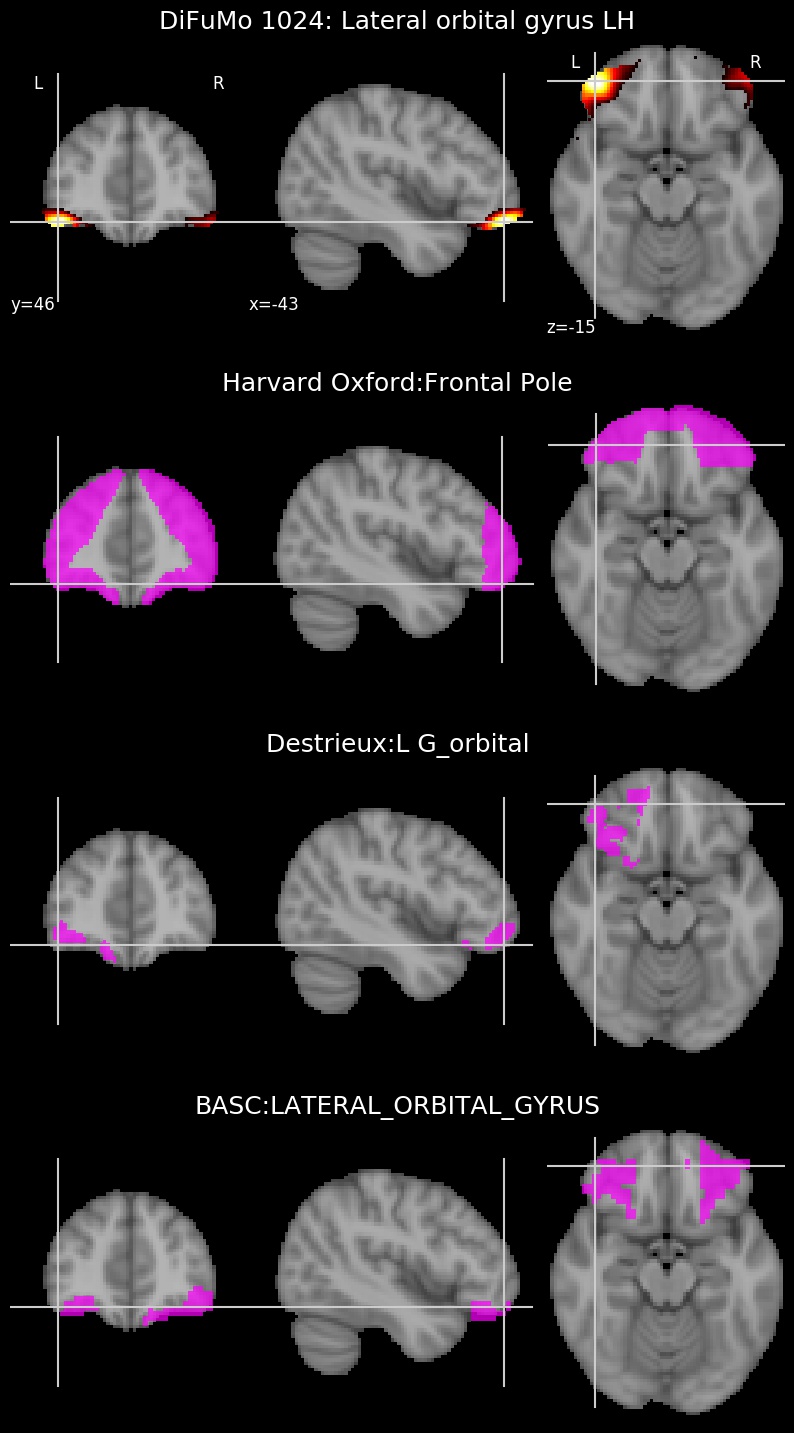 DiFuMo 1024: Lateral orbital gyrus LH
L R L R
y=46 x=-43 z=-15
Harvard Oxford:Frontal Pole
Destrieux:L G_orbital
BASC:LATERAL_ORBITAL_GYRUS